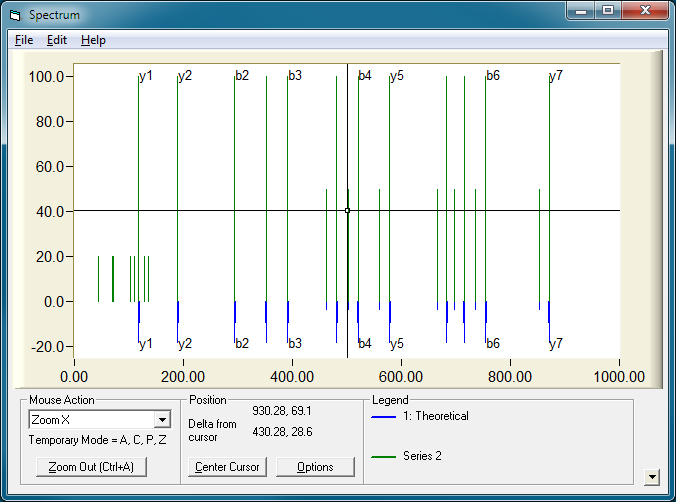 Spectrum
File Edit Help
y1 y2 b2 b3 b4 y5 b6 y7
100.0
80.0
60.0
40.0
20.0
0.0
-20.0
y1 y2 b2 b3 b4 y5 b6 y7
0.00 200.00 400.00 600.00 800.00 1000.00
Mouse Action
Zoom X
Temporary Mode = A, C, P, Z
Zoom Out (Ctrl+A)
Position
930.28, 69.1
Delta from
cursor
430.28, 28.6
Center Cursor
Options
Legend
1: Theoretical
Series 2